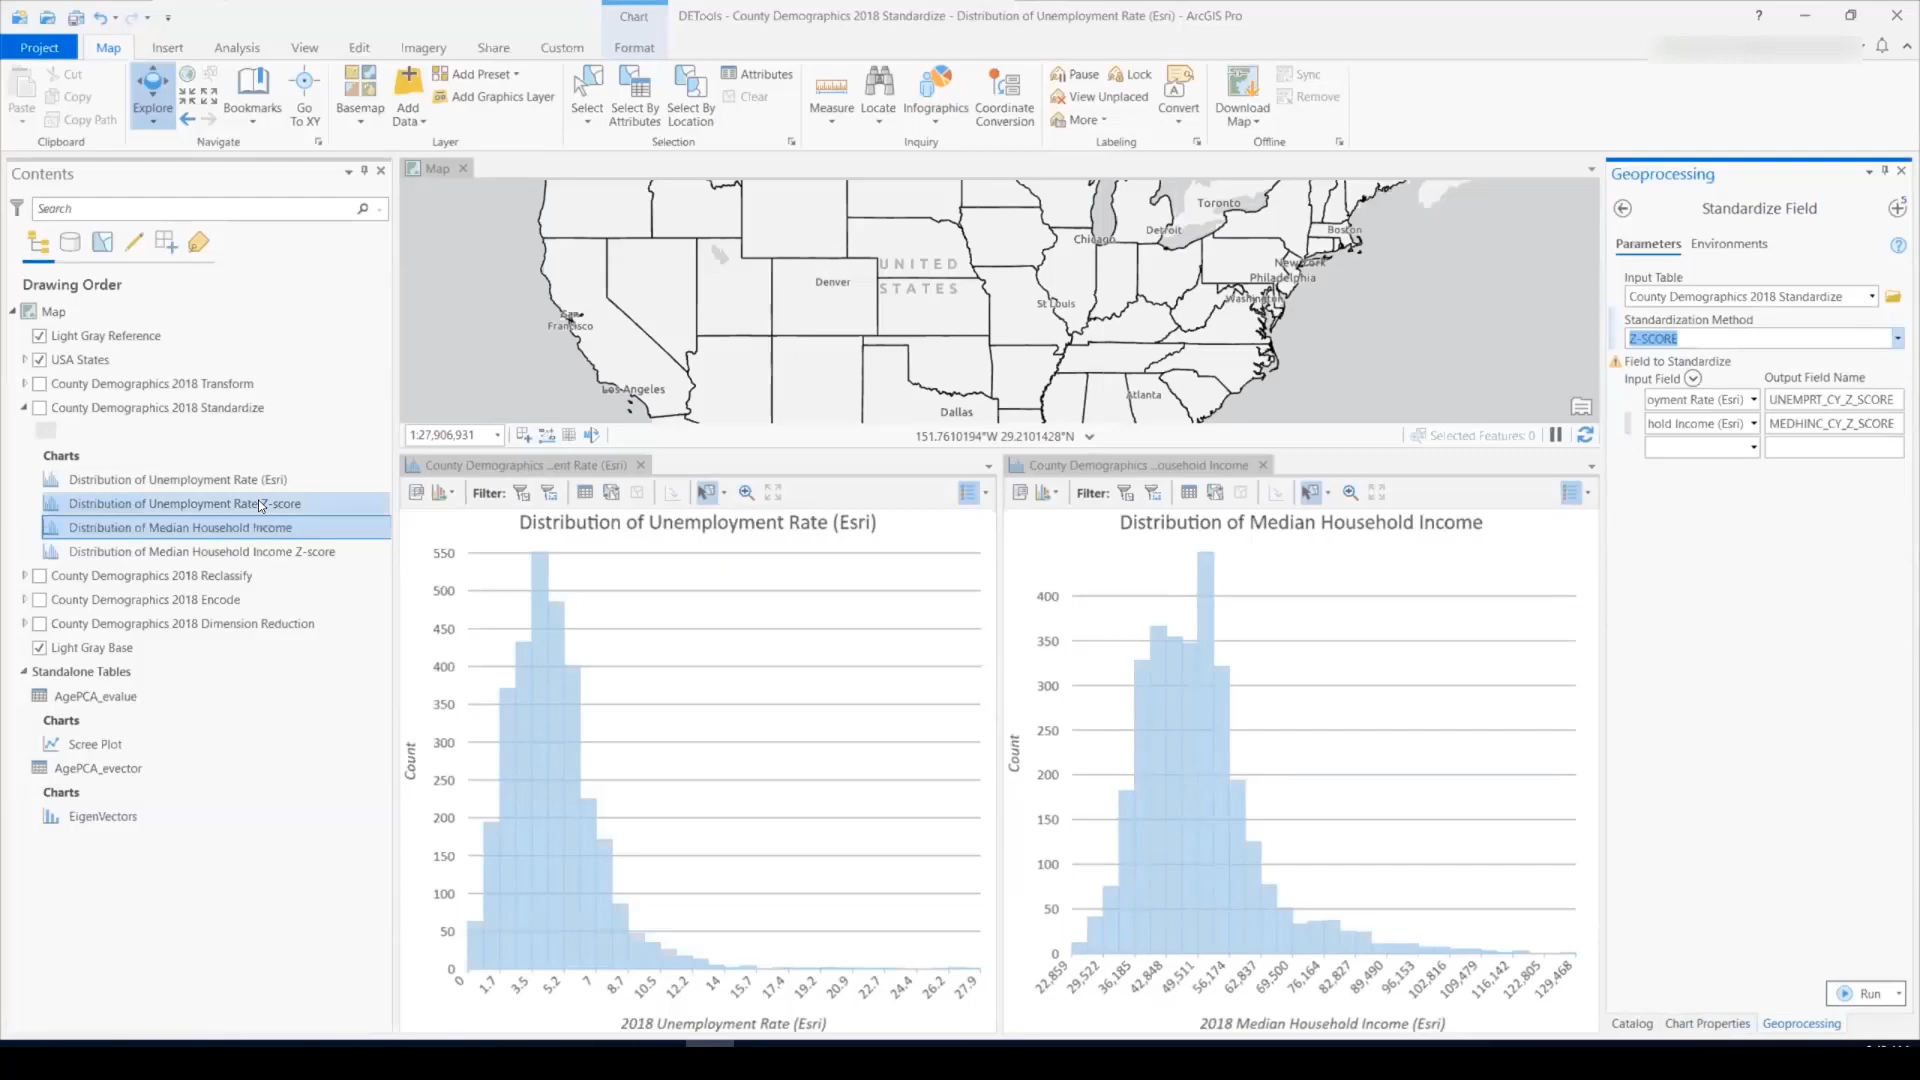 Chart
DETools - County Demographics 2018 Standardize - Distribution of Unemployment Rate (Esri) - ArcGIS Pro
?
Project
Map
Insert
Analysis
View
Edit
Imagery
Share
Custom
Format
Paste
Cut
Copy
Copy Path
Clipboard
Explore
Bookmarks
Go To XY
Navigate
Basemap
Add Data
Add Preset
Add Graphics Layer
Layer
Select
Select By Attributes
Select By Location
Attributes
Clear
Selection
Measure
Locate
Infographics
Coordinate Conversion
Inquiry
Pause
Lock
View Unplaced
More
Convert
Labeling
Download Map
Sync
Remove
Offline
Contents
Search
Drawing Order
Map
Light Gray Reference
USA States
County Demographics 2018 Transform
County Demographics 2018 Standardize
Charts
Distribution of Unemployment Rate (Esri)
Distribution of Unemployment Rate Z-score
Distribution of Median Household Income
Distribution of Median Household Income Z-score
County Demographics 2018 Reclassify
County Demographics 2018 Encode
County Demographics 2018 Dimension Reduction
Light Gray Base
Standalone Tables
AgePCA_evalue
Charts
Scree Plot
AgePCA_evector
Charts
EigenVectors
Map
Toronto
Chicago
Detroit
Boston
UNITED
STATES
Denver
New York
Philadelphia
Washington
St Louis
San Francisco
Los Angeles
Atlanta
Dallas
1:27,906,931
151.7610194°W 29.2101428°N
Selected Features: 0
County Demographics ...ent Rate (Esri)
Filter:
Distribution of Unemployment Rate (Esri)
550
500
450
400
350
300
250
200
150
100
50
0
Count
0
1.7
3.5
5.2
7
8.7
10.5
12.2
14
15.7
17.4
19.2
20.9
22.7
24.4
26.2
27.9
2018 Unemployment Rate (Esri)
County Demographics ...ousehold Income
Filter:
Distribution of Median Household Income
400
350
300
250
200
150
100
50
0
Count
22,859
29,522
36,185
42,848
49,511
56,174
62,837
69,500
76,164
82,827
89,490
96,153
102,816
109,479
116,142
122,805
129,468
2018 Median Household Income (Esri)
Geoprocessing
Standardize Field
5
Parameters
Environments
?
Input Table
County Demographics 2018 Standardize
Standardization Method
Z-SCORE
Field to Standardize
Input Field
Output Field Name
oyment Rate (Esri)
UNEMPRT_CY_Z_SCORE
hold Income (Esri)
MEDHINC_CY_Z_SCORE
Run
Catalog
Chart Properties
Geoprocessing